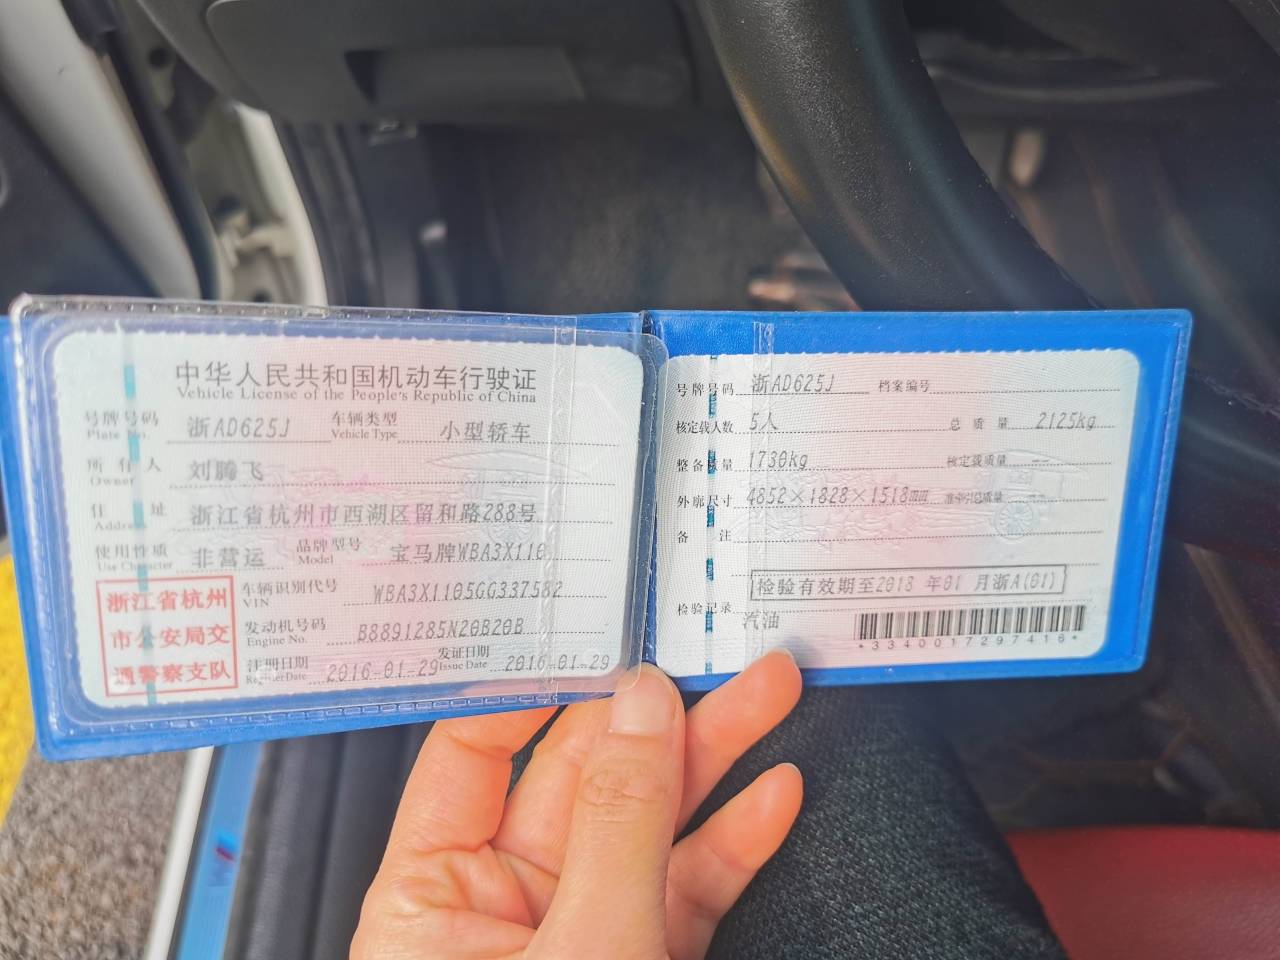 中华人民共和国机动车行驶证
Vehicle License of the People's Republic of China
号牌号码 浙AD625J 车辆类型 小型轿车
Plate No. Vehicle Type
所有人 刘腾飞
Owner
住址 浙江省杭州市西湖区留和路288号
Address
使用性质 非营运 品牌型号 宝马牌WBA3X110
Use Character Model
浙江省杭州
市公安局交
通警察支队
车辆识别代号 WBA3X1105GG337582
VIN
发动机号码 B8891285N20B20B
Engine No.
注册日期 2016-01-29 发证日期 2016-01-29
Register Date Issue Date
号牌号码 浙AD625J 档案编号
核定载人数 5人 总质量 2125kg
整备质量 1730kg 核定载质量 --
外廓尺寸 4852×1828×1518mm 准牵引总质量 --
备注
检验有效期至2018 年01 月浙A(01)
检验记录
汽油
*3340017297416*